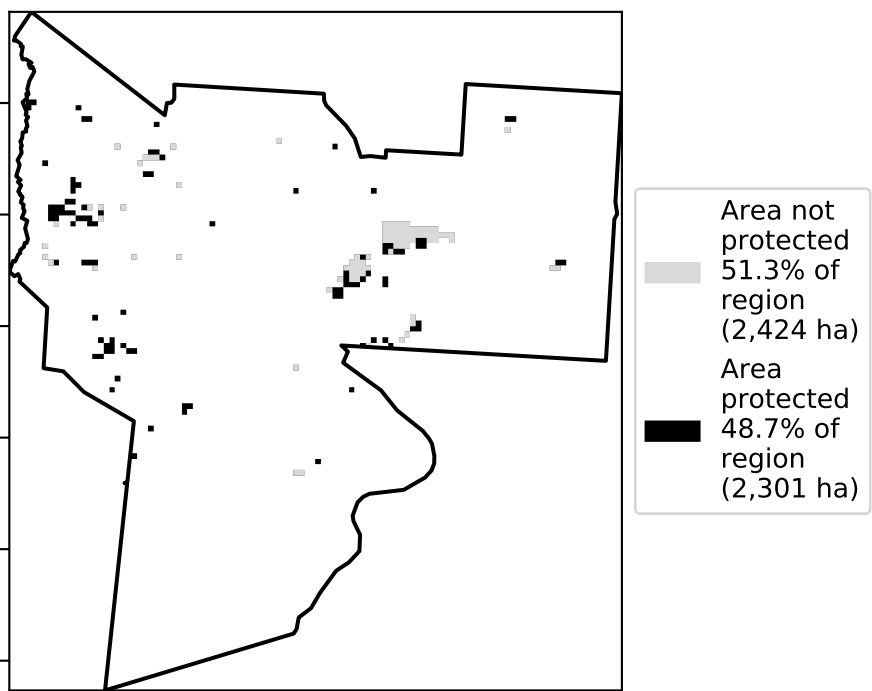 Area not
protected
51.3% of
region
(2,424 ha)
Area
protected
48.7% of
region
(2,301 ha)